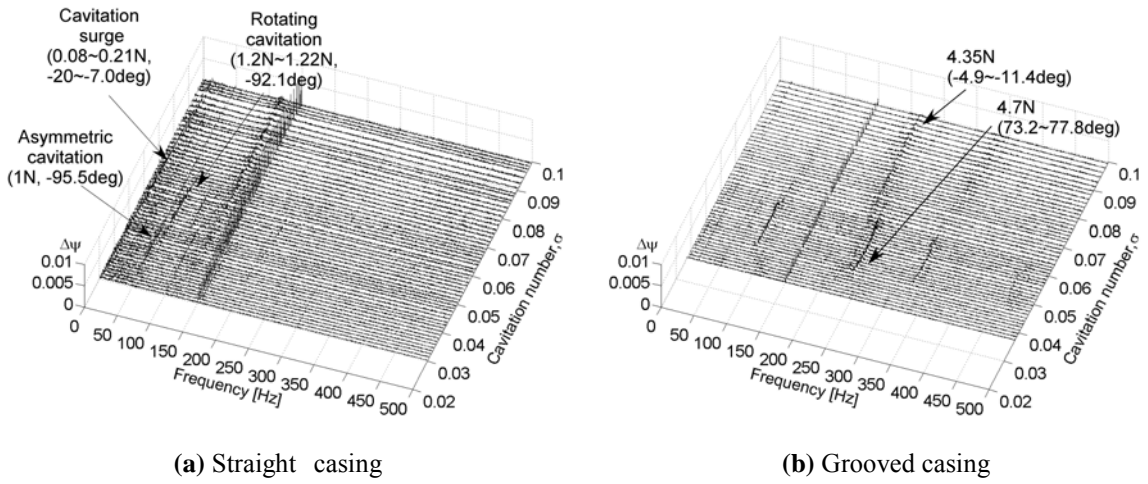 Cavitation
surge
(0.08~0.21N,
-20~-7.0deg)
Rotating
cavitation
(1.2N~1.22N,
-92.1deg)
Asymmetric
cavitation
(1N, -95.5deg)
Δψ
0.01
0.005
0
0
50
100
150
200
250
300
350
400
450
500
Frequency [Hz]
0.02
0.03
0.04
0.05
0.06
0.07
0.08
0.09
0.1
Cavitation number, σ
(a) Straight casing
4.35N
(-4.9~-11.4deg)
4.7N
(73.2~77.8deg)
Δψ
0.01
0.005
0
0
50
100
150
200
250
300
350
400
450
500
Frequency [Hz]
0.02
0.03
0.04
0.05
0.06
0.07
0.08
0.09
0.1
Cavitation number, σ
(b) Grooved casing